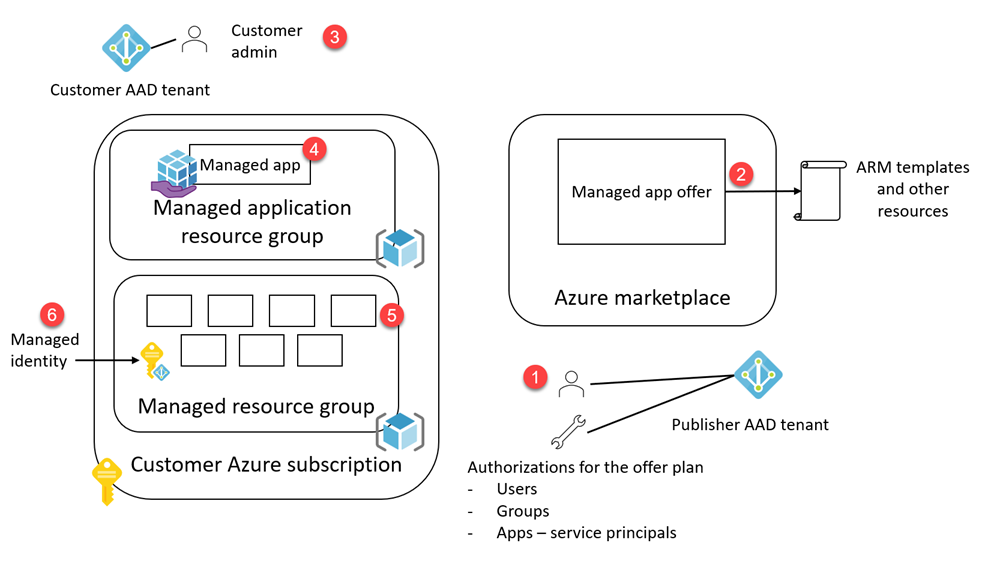 Customer
admin
3
Customer AAD tenant
4
Managed app
Managed application
resource group
5
6
Managed
identity
Managed resource group
Customer Azure subscription
2
Managed app offer
ARM templates
and other
resources
Azure marketplace
1
Publisher AAD tenant
Authorizations for the offer plan
- Users
- Groups
- Apps – service principals